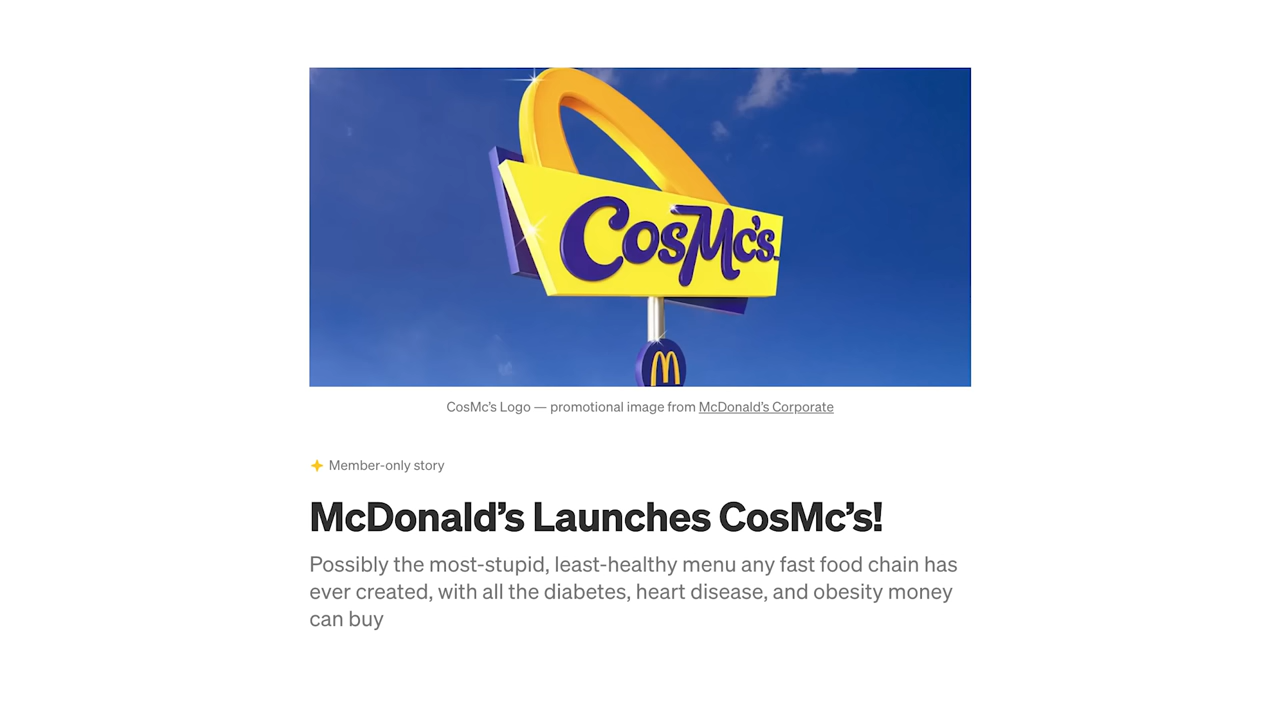 CosMc's™
CosMc's Logo — promotional image from McDonald's Corporate
Member-only story
McDonald's Launches CosMc's!
Possibly the most-stupid, least-healthy menu any fast food chain has
ever created, with all the diabetes, heart disease, and obesity money
can buy